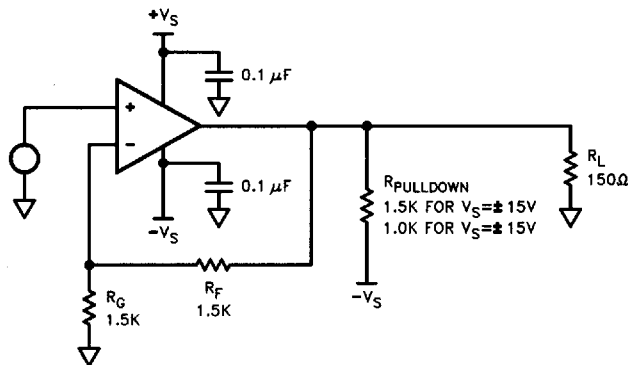 +VS
0.1 µF
+
-
0.1 µF
-VS
RPULLDOWN
1.5K FOR VS=±15V
1.0K FOR VS=±15V
RL
150Ω
RF
1.5K
RG
1.5K
-VS